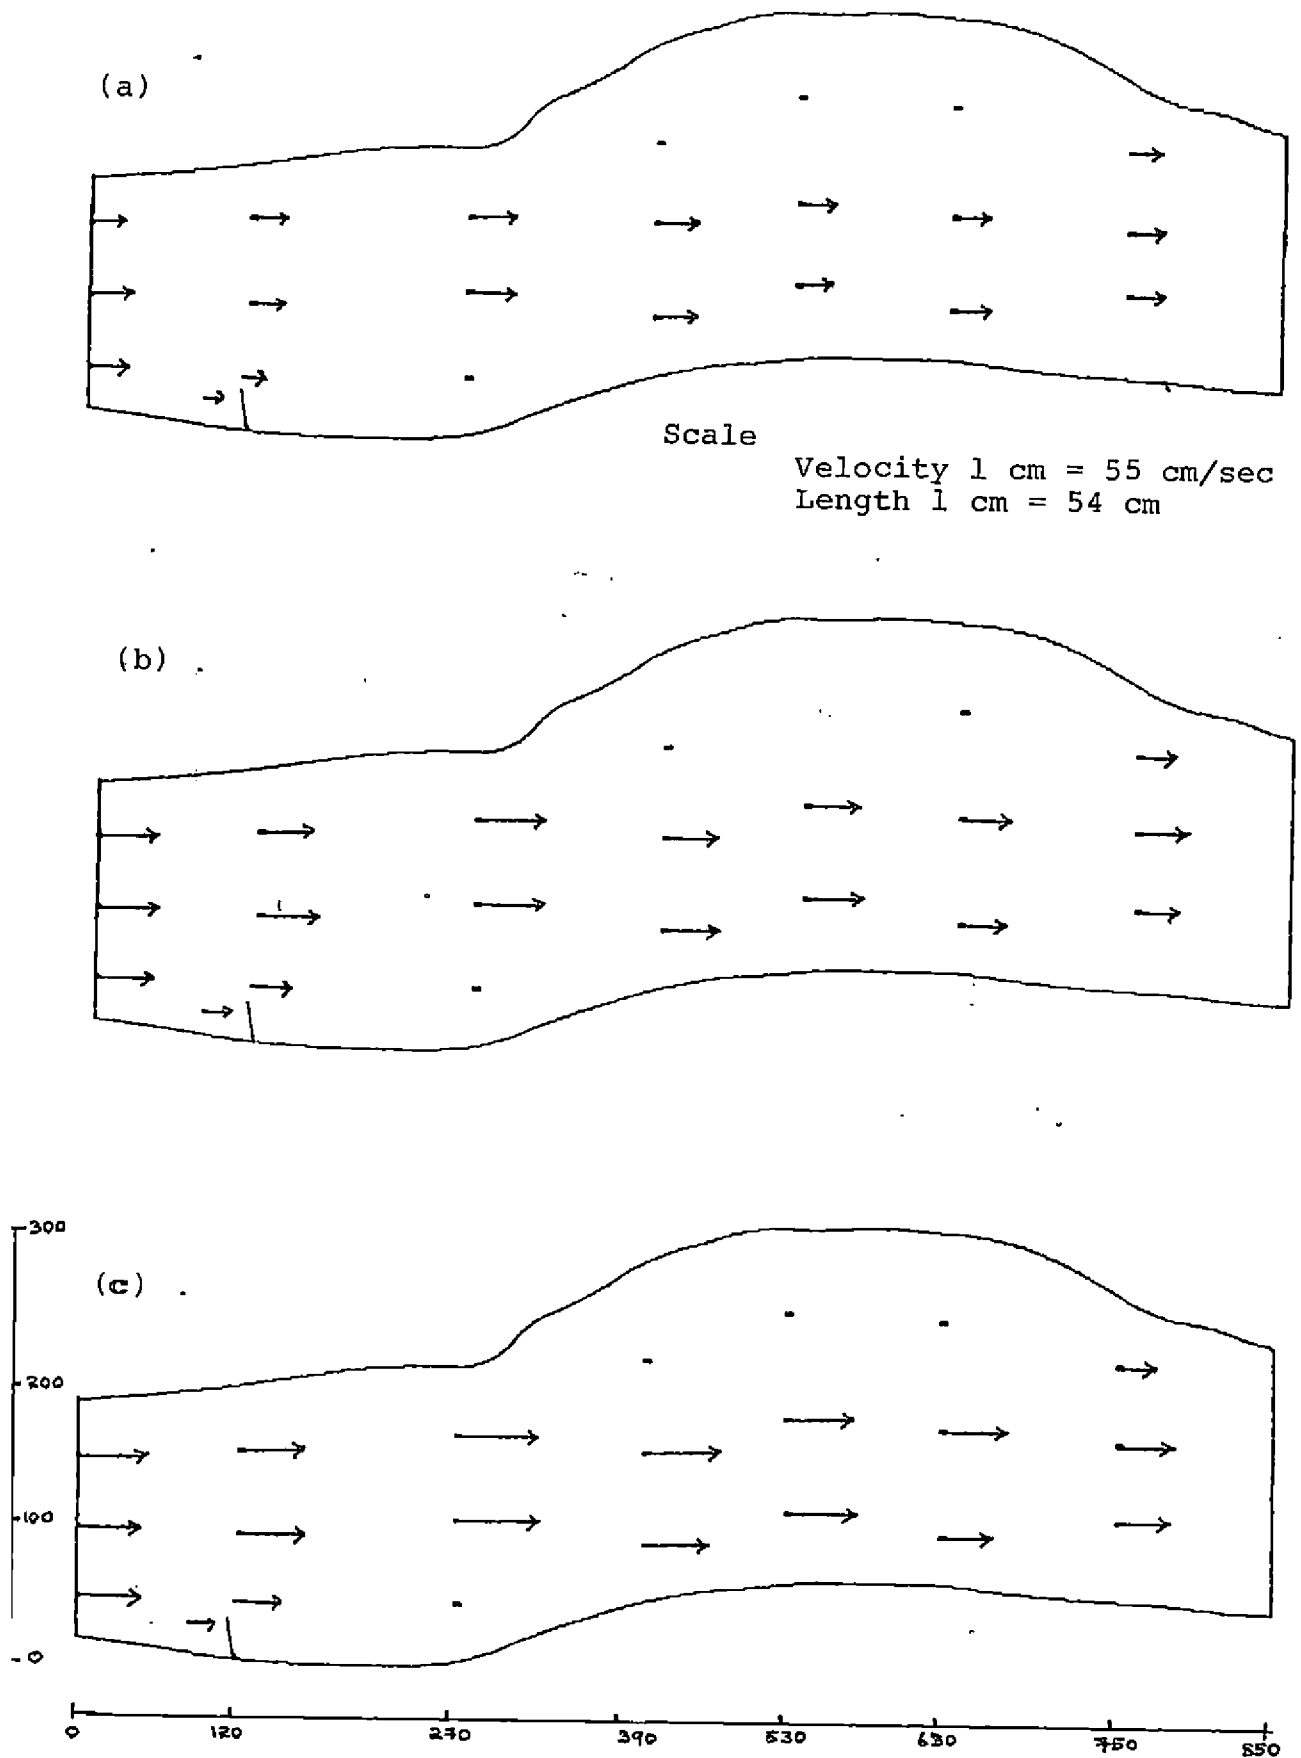 (a)
Scale
Velocity 1 cm = 55 cm/sec
Length 1 cm = 54 cm
(b)
300
(c)
200
100
0
0 120 270 390 530 630 750 850